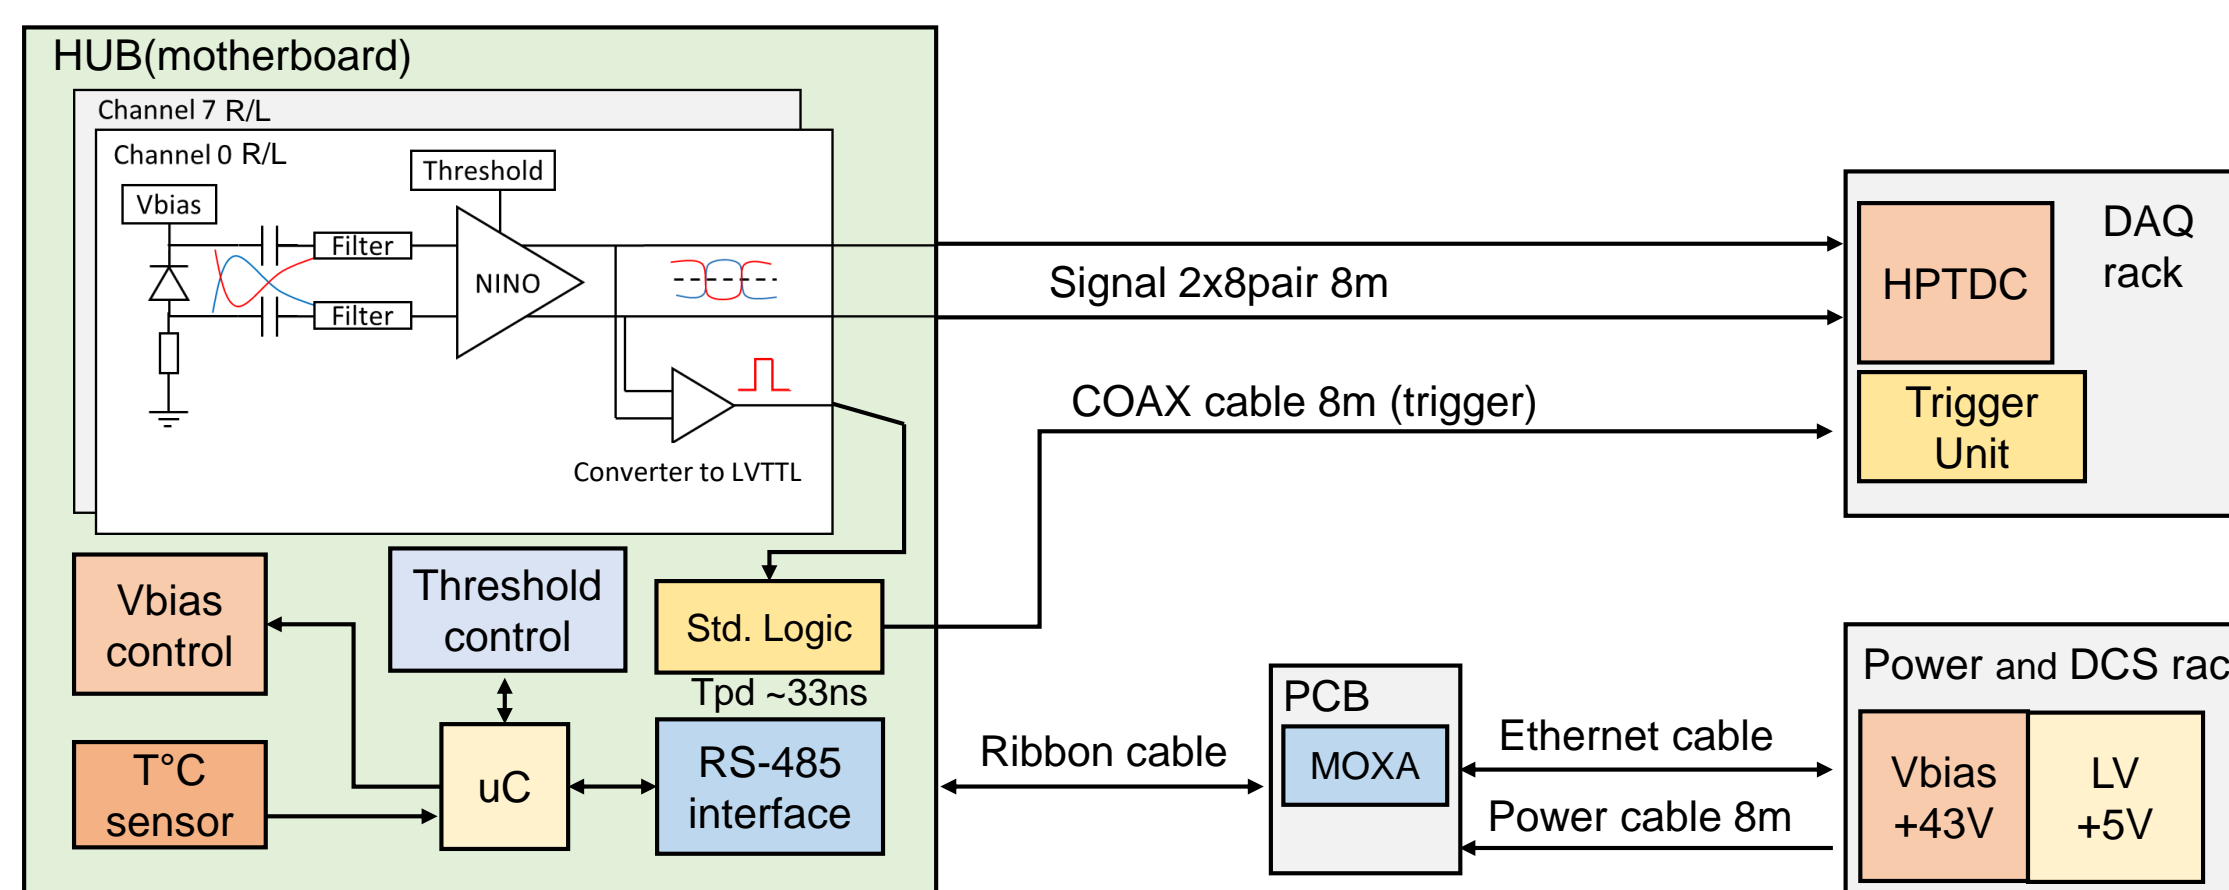 HUB(motherboard)
Channel 7 R/L
Channel 0 R/L
Threshold
Vbias
Filter
NINO
Filter
Converter to LVTTL
Signal 2x8pair 8m
COAX cable 8m (trigger)
HPTDC
DAQ
rack
Trigger
Unit
Vbias
control
Threshold
control
Std. Logic
Tpd ~33ns
T°C
sensor
uC
RS-485
interface
Ribbon cable
PCB
MOXA
Ethernet cable
Power cable 8m
Power and DCS rac
Vbias
+43V
LV
+5V